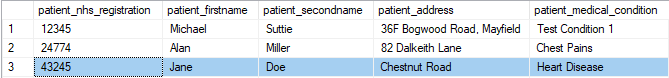 patient_nhs_registration patient_firstname patient_secondname patient_address patient_medical_condition
1 12345 Michael Suttie 36F Bogwood Road, Mayfield Test Condition 1
2 24774 Alan Miller 82 Dalkeith Lane Chest Pains
3 43245 Jane Doe Chestnut Road Heart Disease